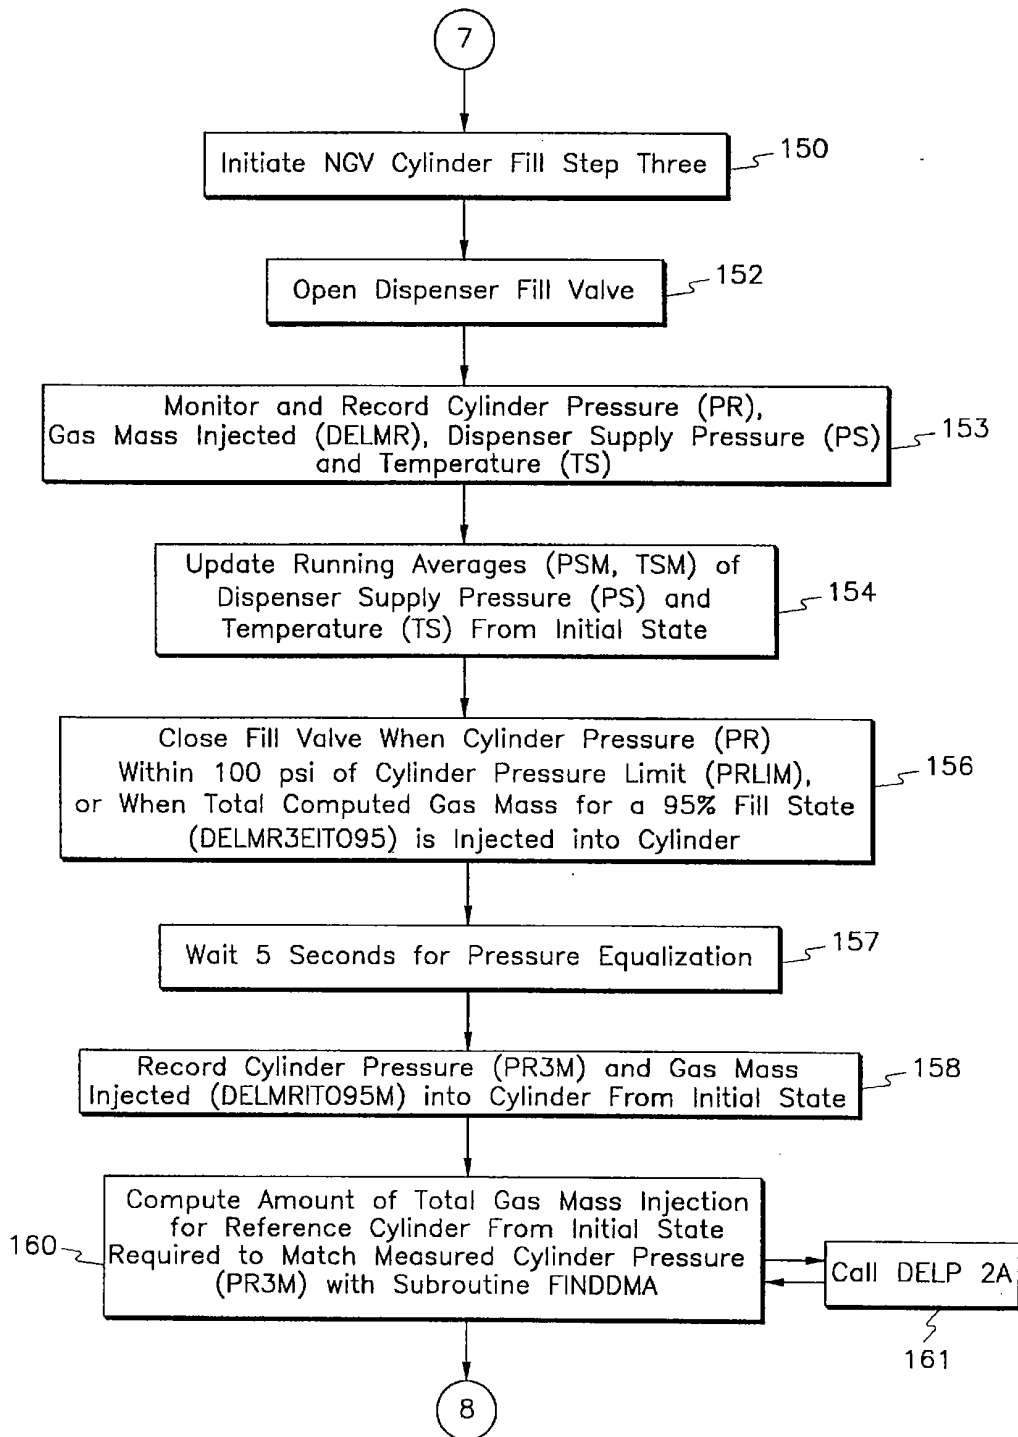 7
Initiate NGV Cylinder Fill Step Three
150
Open Dispenser Fill Valve
152
Monitor and Record Cylinder Pressure (PR),
Gas Mass Injected (DELMR), Dispenser Supply Pressure (PS)
and Temperature (TS)
153
Update Running Averages (PSM, TSM) of
Dispenser Supply Pressure (PS) and
Temperature (TS) From Initial State
154
Close Fill Valve When Cylinder Pressure (PR)
Within 100 psi of Cylinder Pressure Limit (PRLIM),
or When Total Computed Gas Mass for a 95% Fill State
(DELMR3EITO95) is Injected into Cylinder
156
Wait 5 Seconds for Pressure Equalization
157
Record Cylinder Pressure (PR3M) and Gas Mass
Injected (DELMRITO95M) into Cylinder From Initial State
158
Compute Amount of Total Gas Mass Injection
for Reference Cylinder From Initial State
Required to Match Measured Cylinder Pressure
(PR3M) with Subroutine FINDDMA
160
Call DELP 2A
161
8